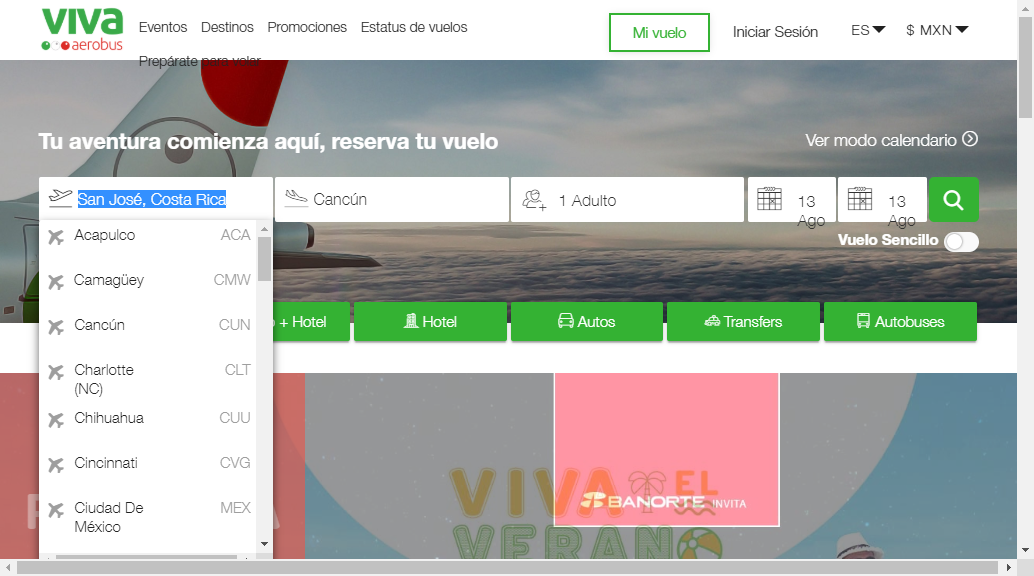 viva
aerobus
Eventos Destinos Promociones Estatus de vuelos
Prepárate para volar
Mi vuelo
Iniciar Sesión
ES
$ MXN
Tu aventura comienza aquí, reserva tu vuelo
Ver modo calendario
San José, Costa Rica
Cancún
1 Adulto
13
Ago
13
Ago
Vuelo Sencillo
Acapulco ACA
Camagüey CMW
Cancún CUN
Charlotte
(NC) CLT
Chihuahua CUU
Cincinnati CVG
Ciudad De
México MEX
+ Hotel
Hotel
Autos
Transfers
Autobuses
VIVA EL
VERANO
BANORTE INVITA